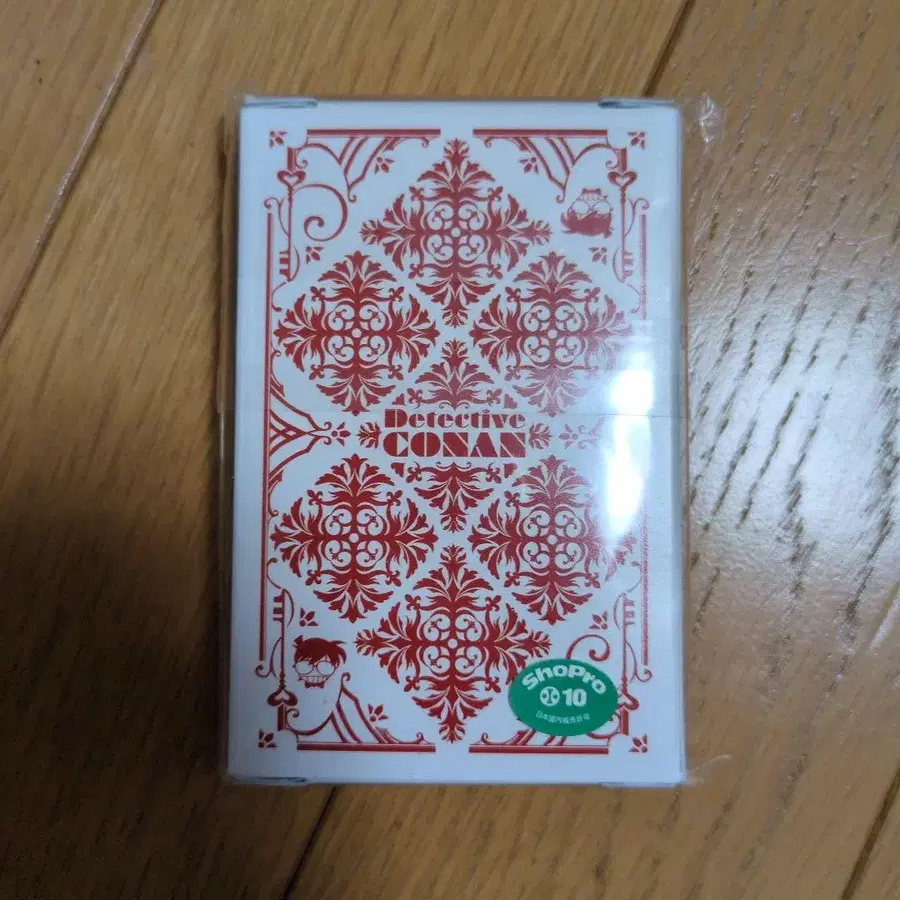 Detective
CONAN
ShoPro
10